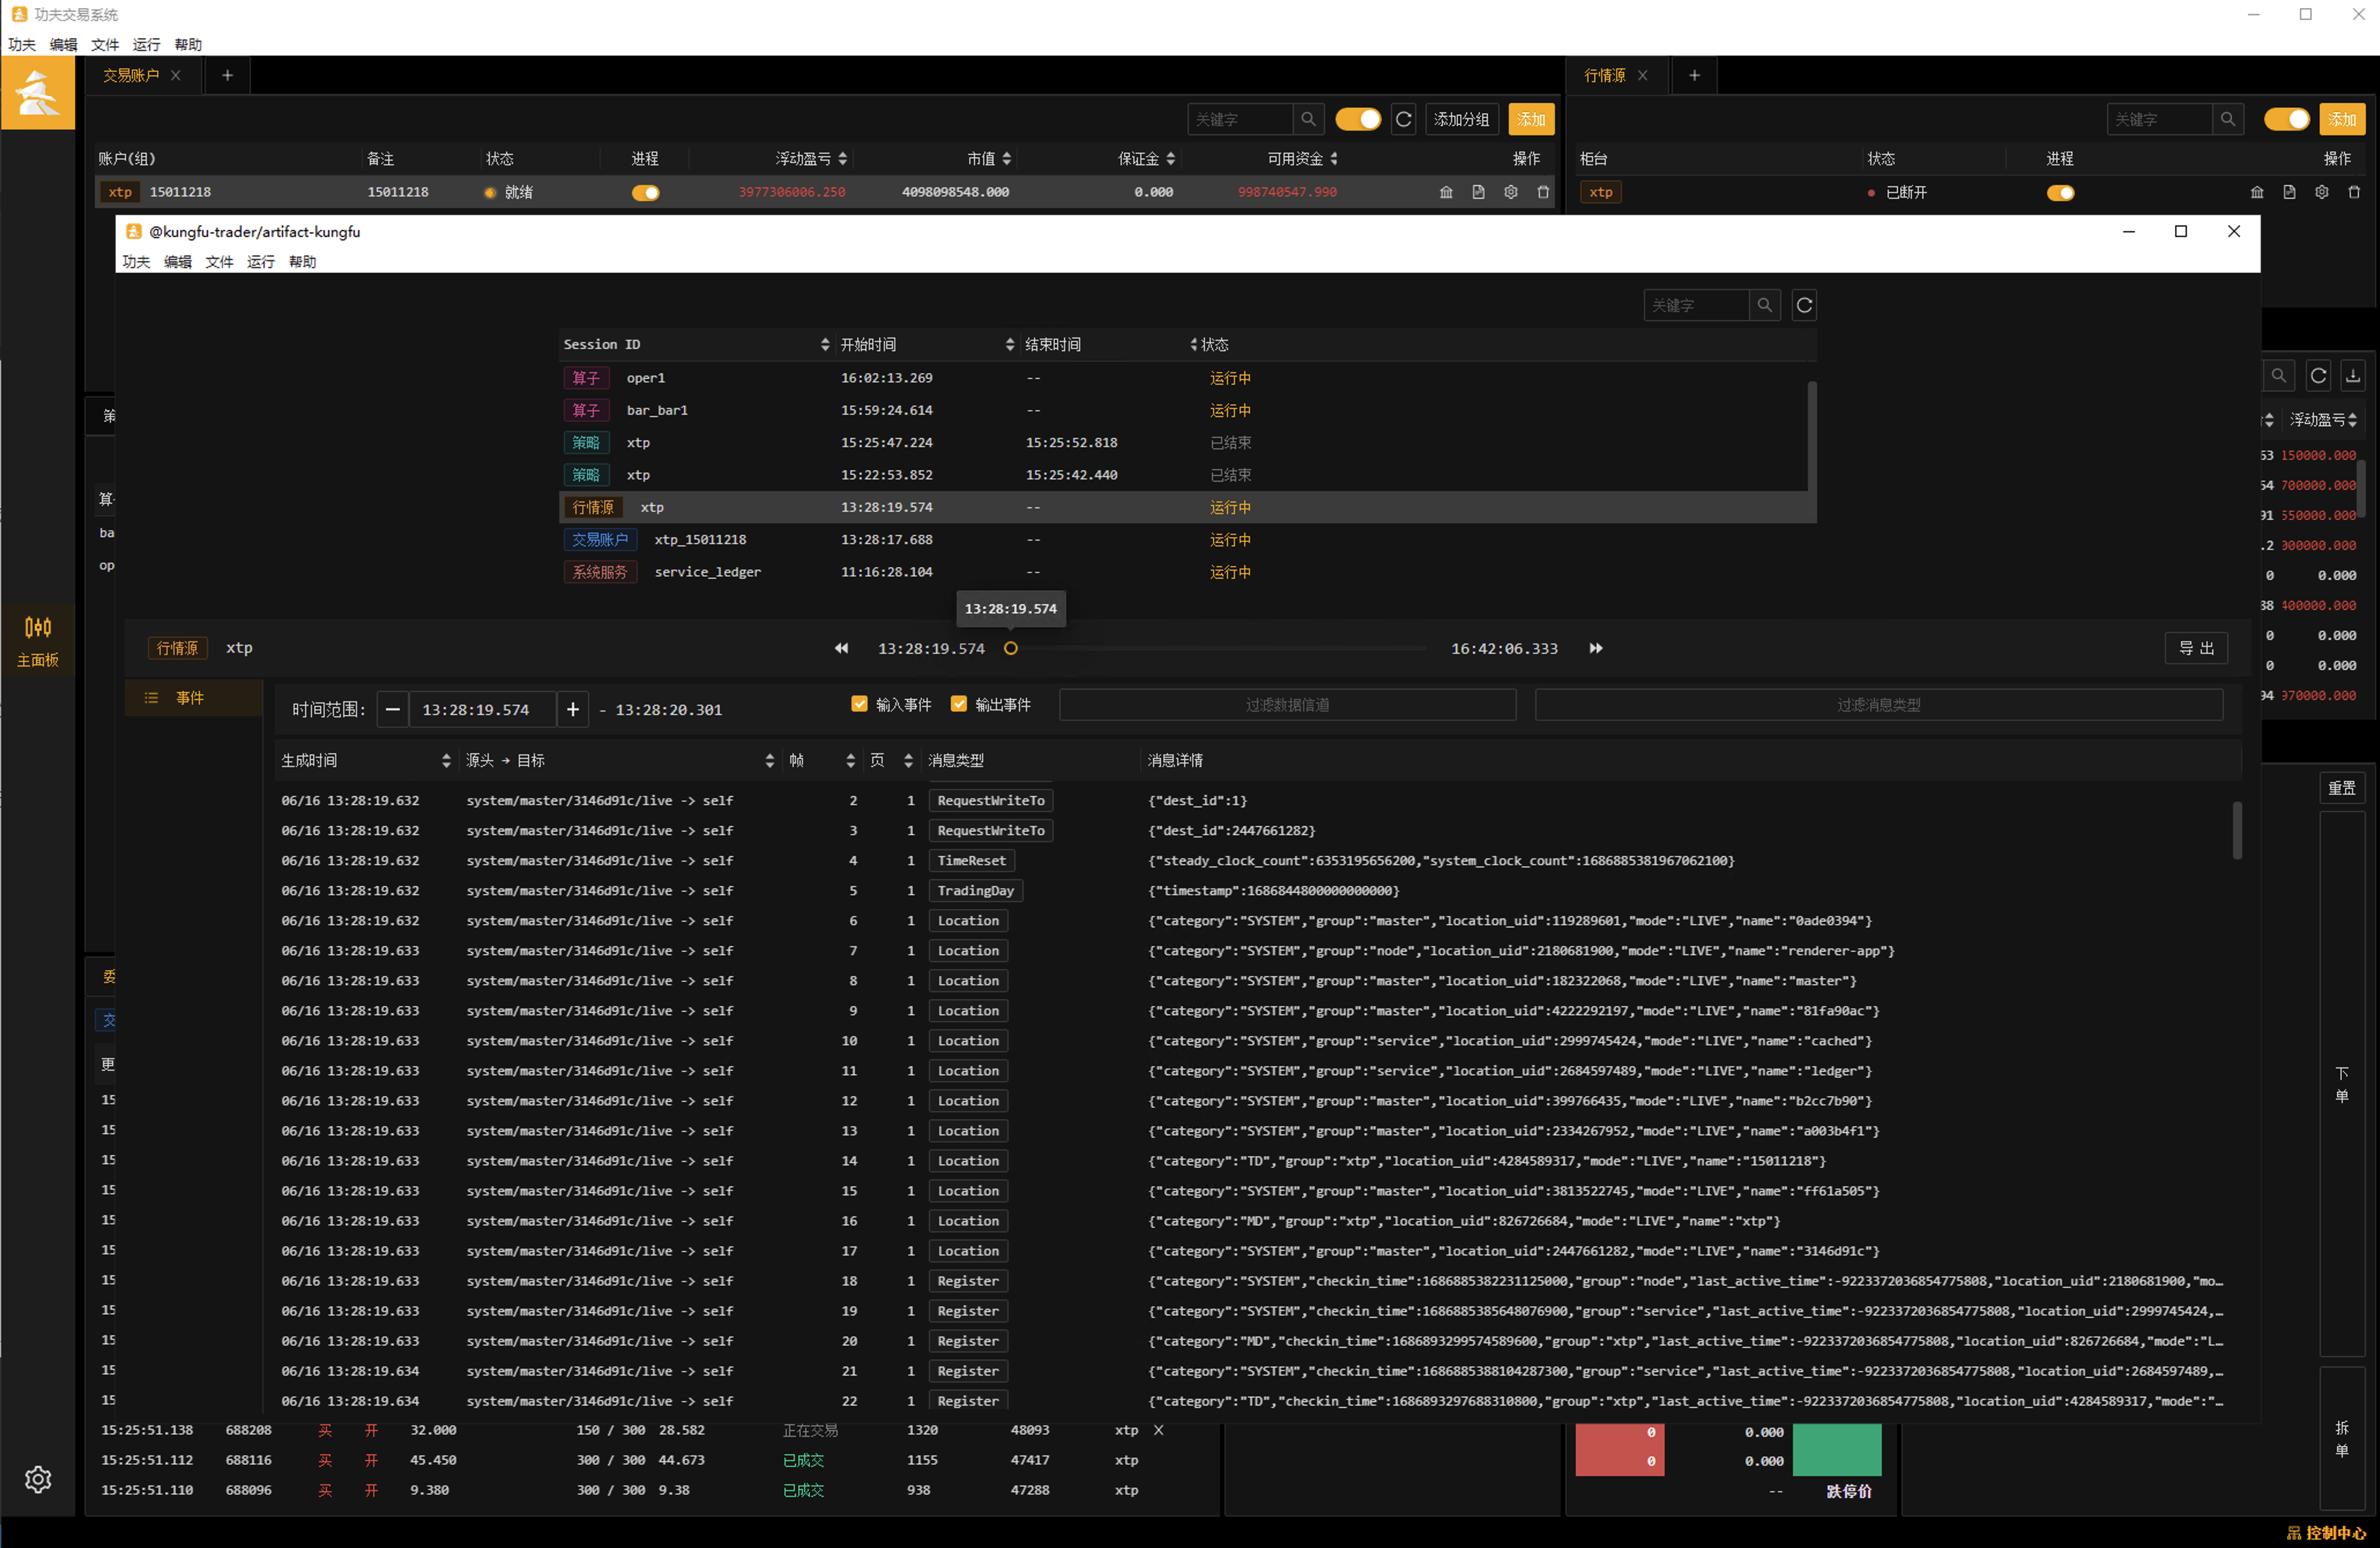 功夫交易系统
功夫 编辑 文件 运行 帮助
交易账户
行情源
关键字 添加分组 添加
关键字 添加
账户(组) 备注 状态 进程 浮动盈亏 市值 保证金 可用资金 操作
柜台 状态 进程 操作
xtp 15011218 15011218 就绪 3977306006.250 4098098548.000 0.000 998740547.990
xtp 已断开
@kungfu-trader/artifact-kungfu
功夫 编辑 文件 运行 帮助
关键字
Session ID 开始时间 结束时间 状态
算子 oper1 16:02:13.269 -- 运行中
算子 bar_bar1 15:59:24.614 -- 运行中
策略 xtp 15:25:47.224 15:25:52.818 已结束
策略 xtp 15:22:53.852 15:25:42.440 已结束
行情源 xtp 13:28:19.574 -- 运行中
交易账户 xtp_15011218 13:28:17.688 -- 运行中
系统服务 service_ledger 11:16:28.104 -- 运行中
13:28:19.574
行情源 xtp 13:28:19.574 16:42:06.333 导 出
事件
时间范围: 13:28:19.574 - 13:28:20.301 输入事件 输出事件 过滤数据信道 过滤消息类型
生成时间 源头 → 目标 帧 页 消息类型 消息详情
06/16 13:28:19.632 system/master/3146d91c/live -> self 2 1 RequestWriteTo {"dest_id":1}
06/16 13:28:19.632 system/master/3146d91c/live -> self 3 1 RequestWriteTo {"dest_id":2447661282}
06/16 13:28:19.632 system/master/3146d91c/live -> self 4 1 TimeReset {"steady_clock_count":6353195656200,"system_clock_count":1686885381967062100}
06/16 13:28:19.632 system/master/3146d91c/live -> self 5 1 TradingDay {"timestamp":1686844800000000000}
06/16 13:28:19.632 system/master/3146d91c/live -> self 6 1 Location {"category":"SYSTEM","group":"master","location_uid":119289601,"mode":"LIVE","name":"0ade0394"}
06/16 13:28:19.633 system/master/3146d91c/live -> self 7 1 Location {"category":"SYSTEM","group":"node","location_uid":2180681900,"mode":"LIVE","name":"renderer-app"}
06/16 13:28:19.633 system/master/3146d91c/live -> self 8 1 Location {"category":"SYSTEM","group":"master","location_uid":182322068,"mode":"LIVE","name":"master"}
06/16 13:28:19.633 system/master/3146d91c/live -> self 9 1 Location {"category":"SYSTEM","group":"master","location_uid":4222292197,"mode":"LIVE","name":"81fa90ac"}
06/16 13:28:19.633 system/master/3146d91c/live -> self 10 1 Location {"category":"SYSTEM","group":"service","location_uid":2999745424,"mode":"LIVE","name":"cached"}
06/16 13:28:19.633 system/master/3146d91c/live -> self 11 1 Location {"category":"SYSTEM","group":"service","location_uid":2684597489,"mode":"LIVE","name":"ledger"}
06/16 13:28:19.633 system/master/3146d91c/live -> self 12 1 Location {"category":"SYSTEM","group":"master","location_uid":399766435,"mode":"LIVE","name":"b2cc7b90"}
06/16 13:28:19.633 system/master/3146d91c/live -> self 13 1 Location {"category":"SYSTEM","group":"master","location_uid":2334267952,"mode":"LIVE","name":"a003b4f1"}
06/16 13:28:19.633 system/master/3146d91c/live -> self 14 1 Location {"category":"TD","group":"xtp","location_uid":4284589317,"mode":"LIVE","name":"15011218"}
06/16 13:28:19.633 system/master/3146d91c/live -> self 15 1 Location {"category":"SYSTEM","group":"master","location_uid":3813522745,"mode":"LIVE","name":"ff61a505"}
06/16 13:28:19.633 system/master/3146d91c/live -> self 16 1 Location {"category":"MD","group":"xtp","location_uid":826726684,"mode":"LIVE","name":"xtp"}
06/16 13:28:19.633 system/master/3146d91c/live -> self 17 1 Location {"category":"SYSTEM","group":"master","location_uid":2447661282,"mode":"LIVE","name":"3146d91c"}
06/16 13:28:19.633 system/master/3146d91c/live -> self 18 1 Register {"category":"SYSTEM","checkin_time":1686885382231125000,"group":"node","last_active_time":-9223372036854775808,"location_uid":2180681900,"mo…
06/16 13:28:19.633 system/master/3146d91c/live -> self 19 1 Register {"category":"SYSTEM","checkin_time":1686885385648076900,"group":"service","last_active_time":-9223372036854775808,"location_uid":2999745424,…
06/16 13:28:19.633 system/master/3146d91c/live -> self 20 1 Register {"category":"MD","checkin_time":1686893299574589600,"group":"xtp","last_active_time":-9223372036854775808,"location_uid":826726684,"mode":"L…
06/16 13:28:19.634 system/master/3146d91c/live -> self 21 1 Register {"category":"SYSTEM","checkin_time":1686885388104287300,"group":"service","last_active_time":-9223372036854775808,"location_uid":2684597489,…
06/16 13:28:19.634 system/master/3146d91c/live -> self 22 1 Register {"category":"TD","checkin_time":1686893297688310800,"group":"xtp","last_active_time":-9223372036854775808,"location_uid":4284589317,"mode":"…
主面板
浮动盈亏
53 150000.000
54 700000.000
91 550000.000
.2 000000.000
0 0.000
38 400000.000
0 0.000
0 0.000
94 970000.000
重置
下单
拆单
15:25:51.138 688208 买 开 32.000 150 / 300 28.582 正在交易 1320 48093 xtp
15:25:51.112 688116 买 开 45.450 300 / 300 44.673 已成交 1155 47417 xtp
15:25:51.110 688096 买 开 9.380 300 / 300 9.38 已成交 938 47288 xtp
0 0.000
0 0.000
-- 跌停价
控制中心